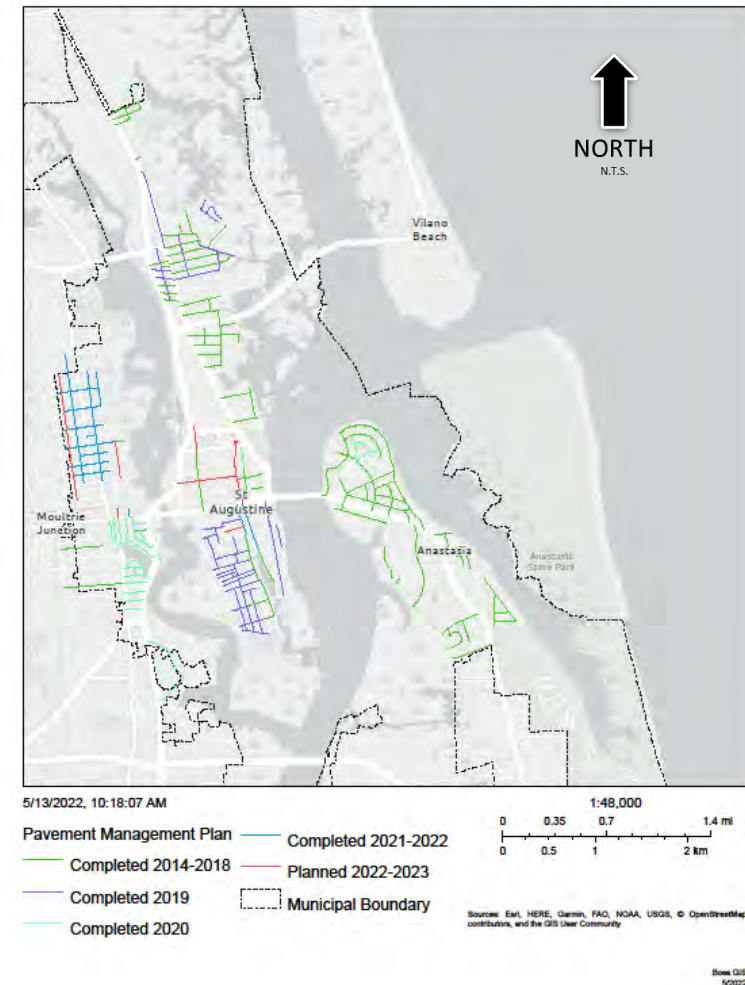 NORTH
N.T.S.
Vilano
Beach
St
Augustine
Moultrie
Junction
Anastasia
Anastasia
State Park
5/13/2022, 10:18:07 AM
1:48,000
0 0.35 0.7 1.4 mi
0 0.5 1 2 km
Pavement Management Plan
Completed 2014-2018
Completed 2019
Completed 2020
Completed 2021-2022
Planned 2022-2023
Municipal Boundary
Sources: Esri, HERE, Garmin, FAO, NOAA, USGS, © OpenStreetMap
contributors, and the GIS User Community
GIS
5/2022